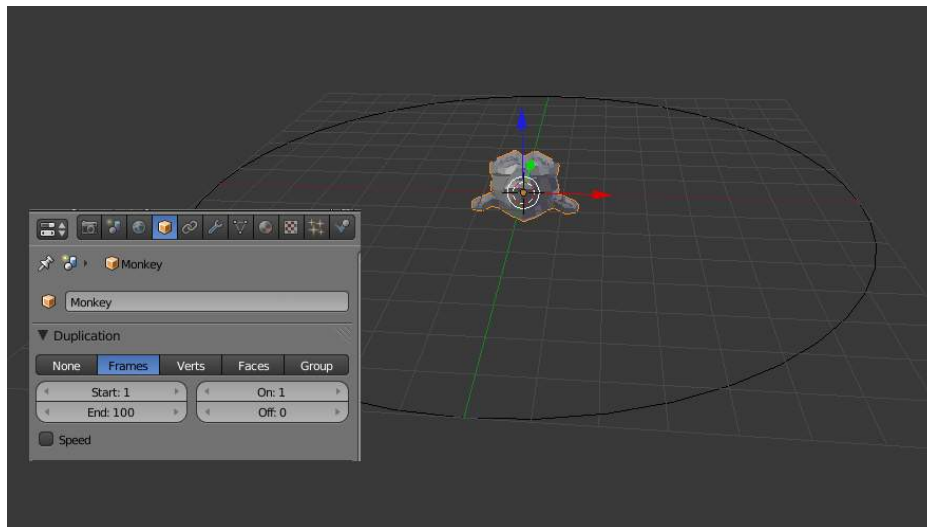 Monkey
Monkey
Duplication
None Frames Verts Faces Group
Start: 1 On: 1
End: 100 Off: 0
Speed